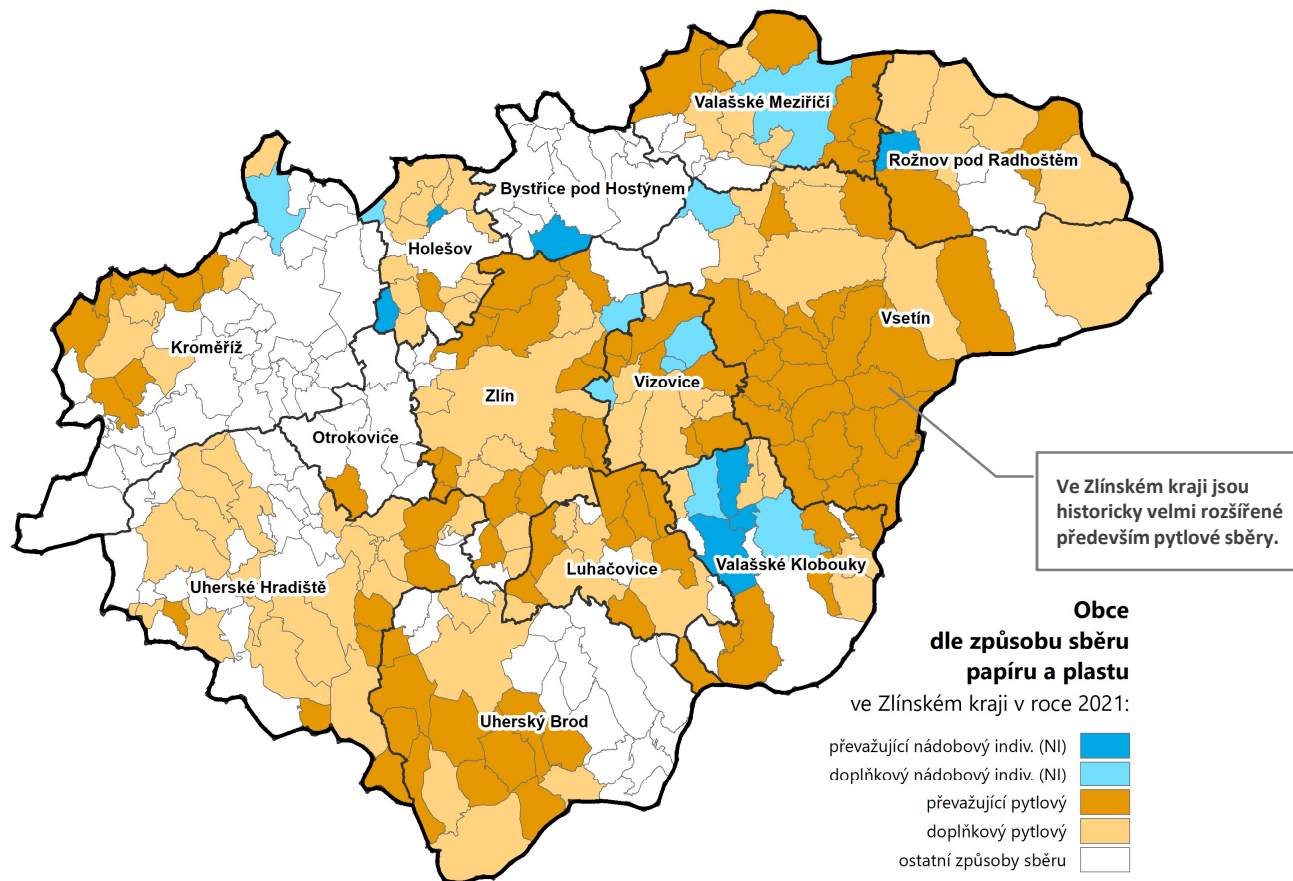 Valašské Meziříčí
Rožnov pod Radhoštěm
Bystřice pod Hostýnem
Holešov
Vsetín
Kroměříž
Vizovice
Zlín
Otrokovice
Ve Zlínském kraji jsou
historicky velmi rozšířené
především pytlové sběry.
Luhačovice
Valašské Klobouky
Uherské Hradiště
Uherský Brod
Obce
dle způsobu sběru
papíru a plastu
ve Zlínském kraji v roce 2021:
převažující nádobový indiv. (NI)
doplňkový nádobový indiv. (NI)
převažující pytlový
doplňkový pytlový
ostatní způsoby sběru